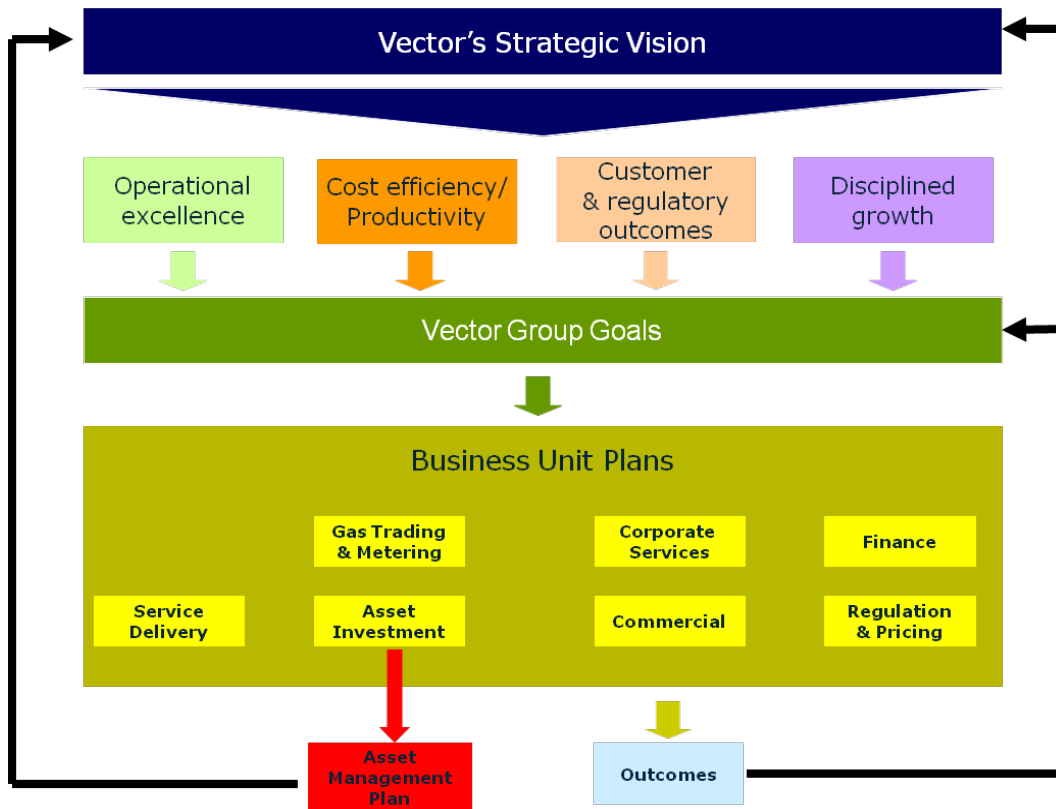 Vector’s Strategic Vision
Operational
excellence
Cost efficiency/
Productivity
Customer
& regulatory
outcomes
Disciplined
growth
Vector Group Goals
Business Unit Plans
Gas Trading
& Metering
Corporate
Services
Finance
Service
Delivery
Asset
Investment
Commercial
Regulation
& Pricing
Asset
Management
Plan
Outcomes